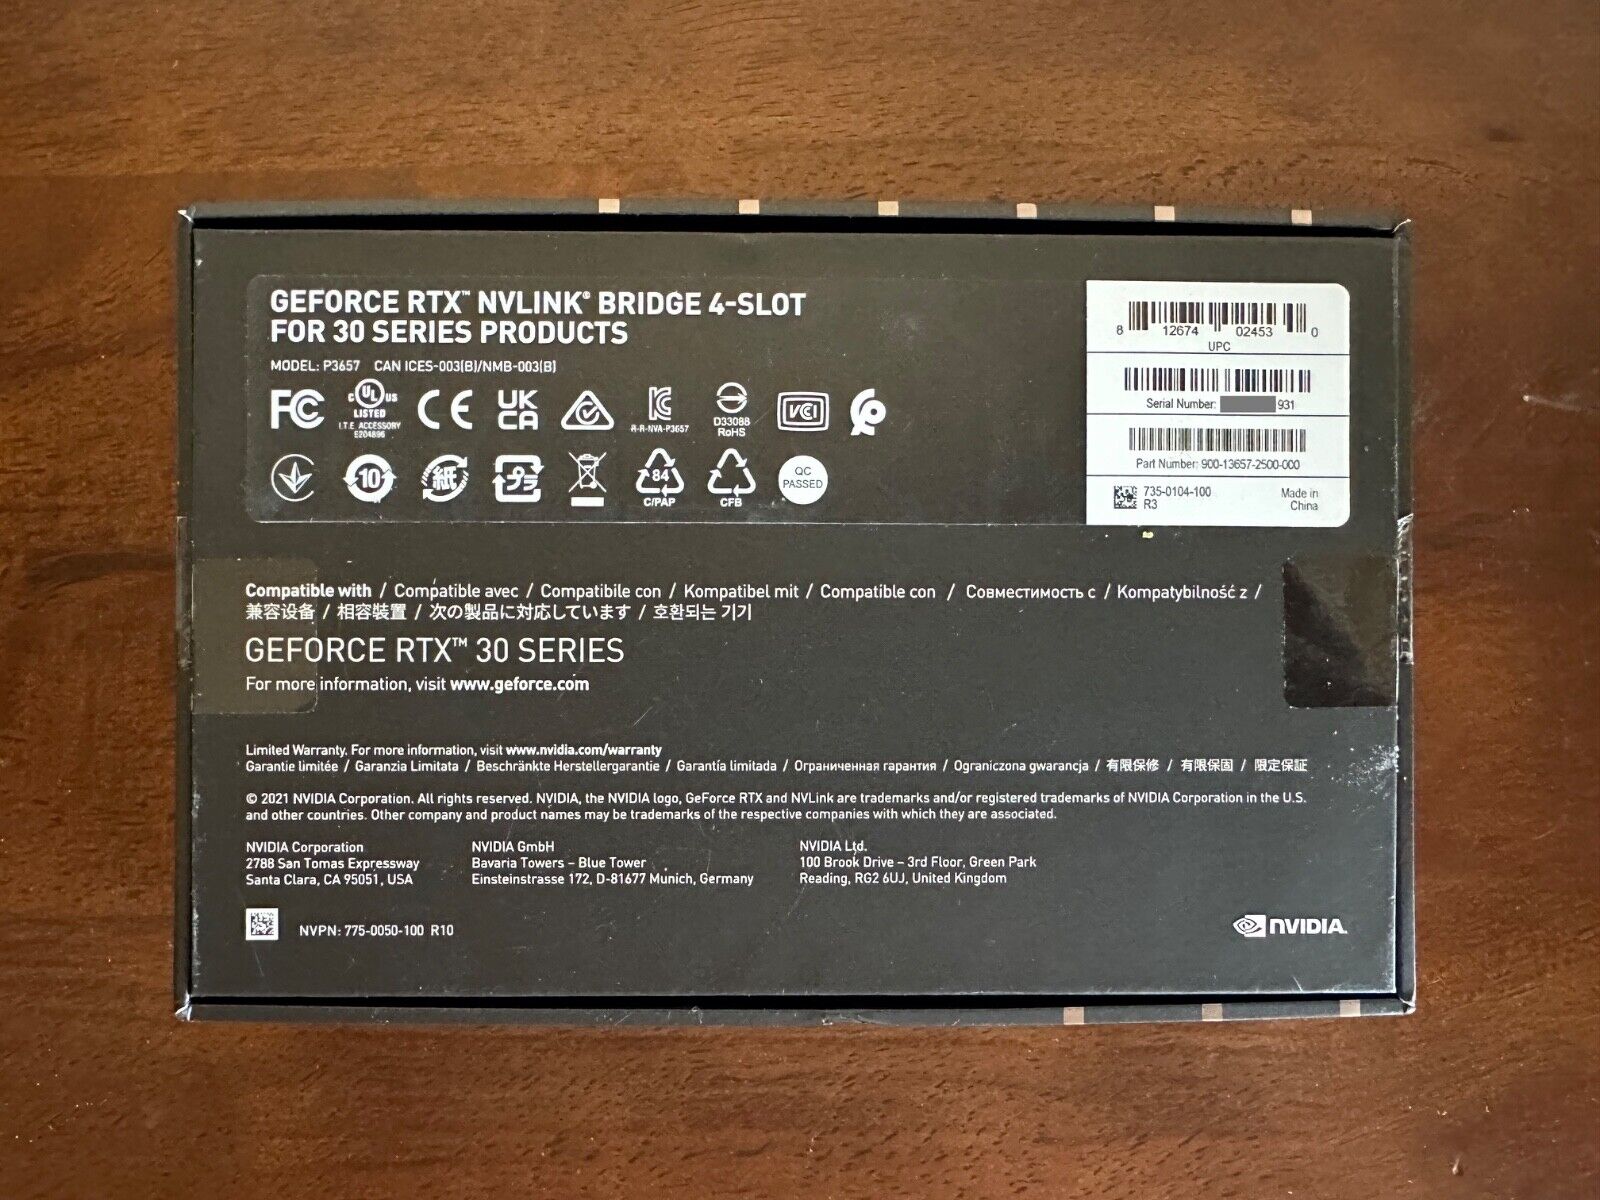 GEFORCE RTX™ NVLINK® BRIDGE 4-SLOT
FOR 30 SERIES PRODUCTS
MODEL: P3657 CAN ICES-003(B)/NMB-003(B)
FC
c UL us
LISTED
I.T.E. ACCESSORY
E204896
CE
UK
CA
R-R-NVA-P3657
D33088
RoHS
VCI
10
紙
プラ
84
C/PAP
CFB
QC
PASSED
8 12674 02453 0
UPC
Serial Number: 931
Part Number: 900-13657-2500-000
735-0104-100
R3
Made in
China
Compatible with / Compatible avec / Compatibile con / Kompatibel mit / Compatible con / Совместимость с / Kompatybilność z /
兼容设备 / 相容裝置 / 次の製品に対応しています / 호환되는 기기
GEFORCE RTX™ 30 SERIES
For more information, visit www.geforce.com
Limited Warranty. For more information, visit www.nvidia.com/warranty
Garantie limitée / Garanzia Limitata / Beschränkte Herstellergarantie / Garantía limitada / Ограниченная гарантия / Ograniczona gwarancja / 有限保修 / 有限保固 / 限定保証
© 2021 NVIDIA Corporation. All rights reserved. NVIDIA, the NVIDIA logo, GeForce RTX and NVLink are trademarks and/or registered trademarks of NVIDIA Corporation in the U.S.
and other countries. Other company and product names may be trademarks of the respective companies with which they are associated.
NVIDIA Corporation
2788 San Tomas Expressway
Santa Clara, CA 95051, USA
NVIDIA GmbH
Bavaria Towers – Blue Tower
Einsteinstrasse 172, D-81677 Munich, Germany
NVIDIA Ltd.
100 Brook Drive – 3rd Floor, Green Park
Reading, RG2 6UJ, United Kingdom
NVPN: 775-0050-100 R10
NVIDIA.